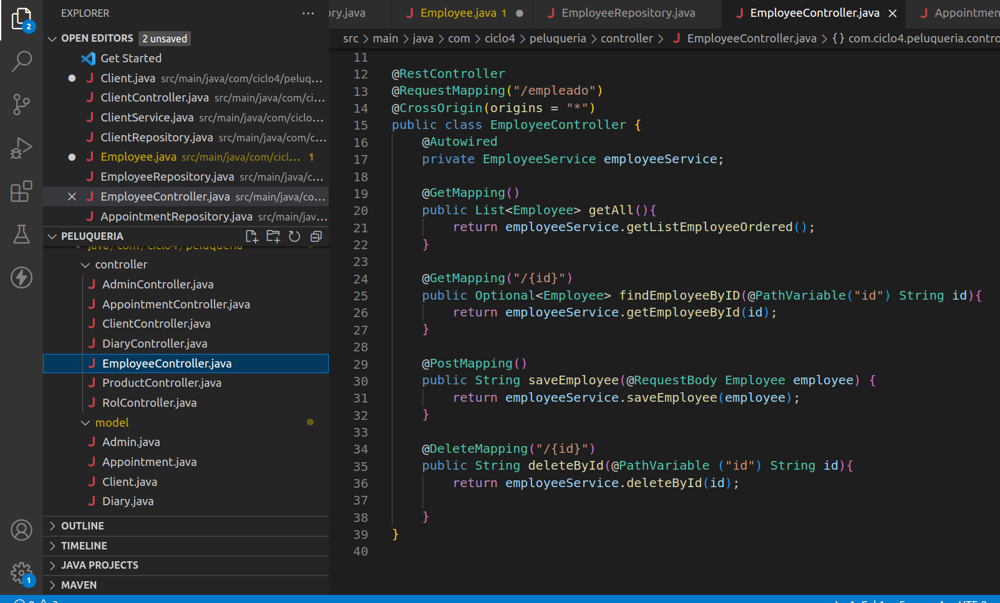 EXPLORER
OPEN EDITORS 2 unsaved
Get Started
Client.java src/main/java/com/ciclo4/peluq...
ClientController.java src/main/java/com/ci...
ClientService.java src/main/java/com/ciclo...
ClientRepository.java src/main/java/com/c...
Employee.java src/main/java/com/cicl... 1
EmployeeRepository.java src/main/java/c...
EmployeeController.java src/main/java/co...
AppointmentRepository.java src/main/jav...
PELUQUERIA
java/com/ciclo4/peluqueria
controller
AdminController.java
AppointmentController.java
ClientController.java
DiaryController.java
EmployeeController.java
ProductController.java
RolController.java
model
Admin.java
Appointment.java
Client.java
Diary.java
OUTLINE
TIMELINE
JAVA PROJECTS
MAVEN
2
1
ory.java Employee.java 1 EmployeeRepository.java EmployeeController.java Appointmen
src > main > java > com > ciclo4 > peluqueria > controller > EmployeeController.java > {} com.ciclo4.peluqueria.contro
11
12 @RestController
13 @RequestMapping("/empleado")
14 @CrossOrigin(origins = "*")
15 public class EmployeeController {
16 @Autowired
17 private EmployeeService employeeService;
18
19 @GetMapping()
20 public List<Employee> getAll(){
21 return employeeService.getListEmployeeOrdered();
22 }
23
24 @GetMapping("/{id}")
25 public Optional<Employee> findEmployeeByID(@PathVariable("id") String id){
26 return employeeService.getEmployeeById(id);
27 }
28
29 @PostMapping()
30 public String saveEmployee(@RequestBody Employee employee) {
31 return employeeService.saveEmployee(employee);
32 }
33
34 @DeleteMapping("/{id}")
35 public String deleteById(@PathVariable ("id") String id){
36 return employeeService.deleteById(id);
37
38 }
39 }
40